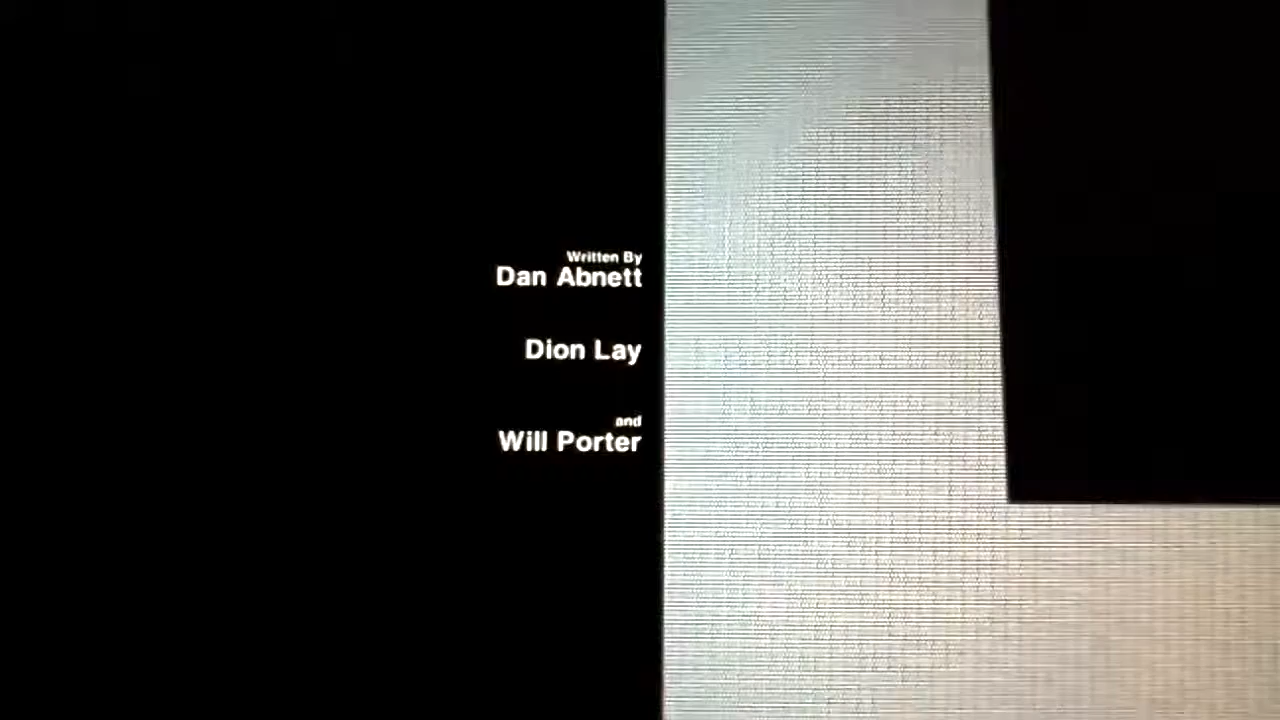 Written By
Dan Abnett
Dion Lay
and
Will Porter